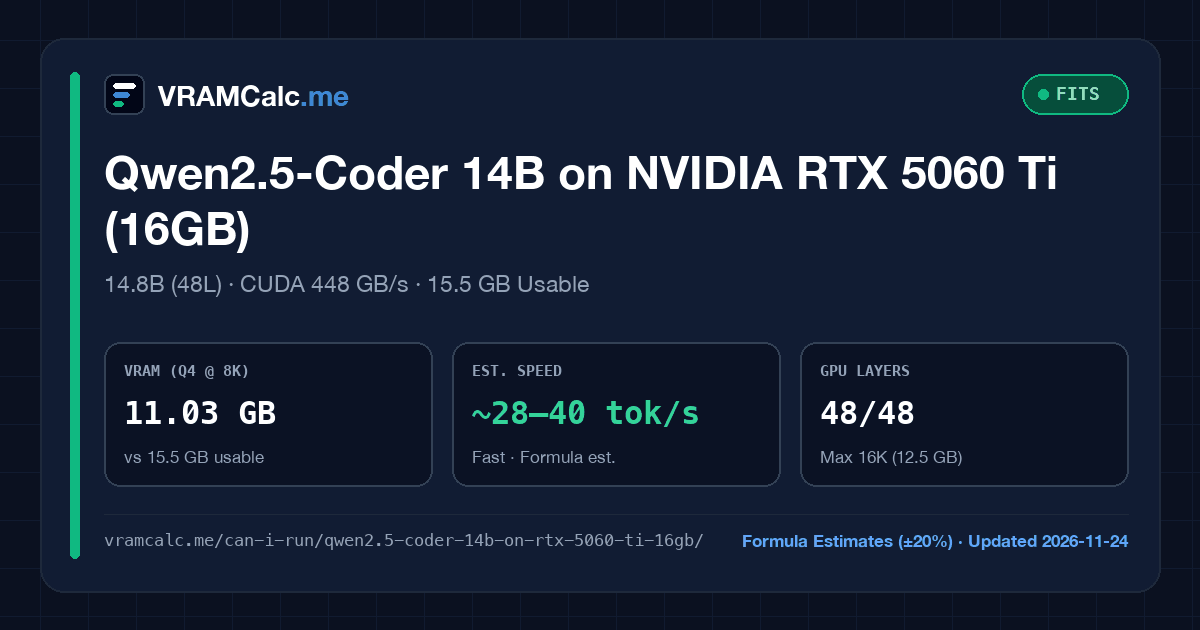 VRAMCalc.me
FITS
Qwen2.5-Coder 14B on NVIDIA RTX 5060 Ti
(16GB)
14.8B (48L) · CUDA 448 GB/s · 15.5 GB Usable
VRAM (Q4 @ 8K)
11.03 GB
vs 15.5 GB usable
EST. SPEED
~28–40 tok/s
Fast · Formula est.
GPU LAYERS
48/48
Max 16K (12.5 GB)
vramcalc.me/can-i-run/qwen2.5-coder-14b-on-rtx-5060-ti-16gb/
Formula Estimates (±20%) · Updated 2026-11-24